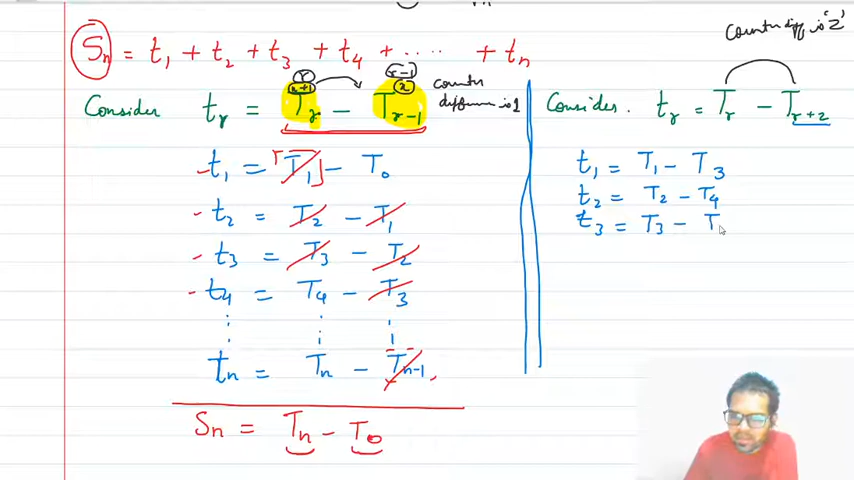 Sn = t1 + t2 + t3 + t4 + ..... + tn
Consider tr = Tr - Tr-1
r
n+1
r-1
n
counter
difference is 1
t1 = T1 - T0
t2 = T2 - T1
t3 = T3 - T2
t4 = T4 - T3
⋮ ⋮ ⋮
tn = Tn - Tn-1
Sn = Tn - T0
Counter diff is '2'
Consider. tr = Tr - Tr+2
t1 = T1 - T3
t2 = T2 - T4
t3 = T3 - T